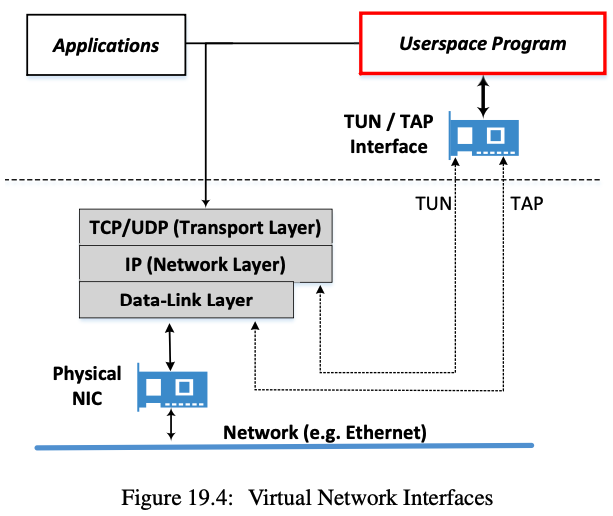 Applications
Userspace Program
TUN / TAP
Interface
TUN
TAP
TCP/UDP (Transport Layer)
IP (Network Layer)
Data-Link Layer
Physical
NIC
Network (e.g. Ethernet)
Figure 19.4: Virtual Network Interfaces